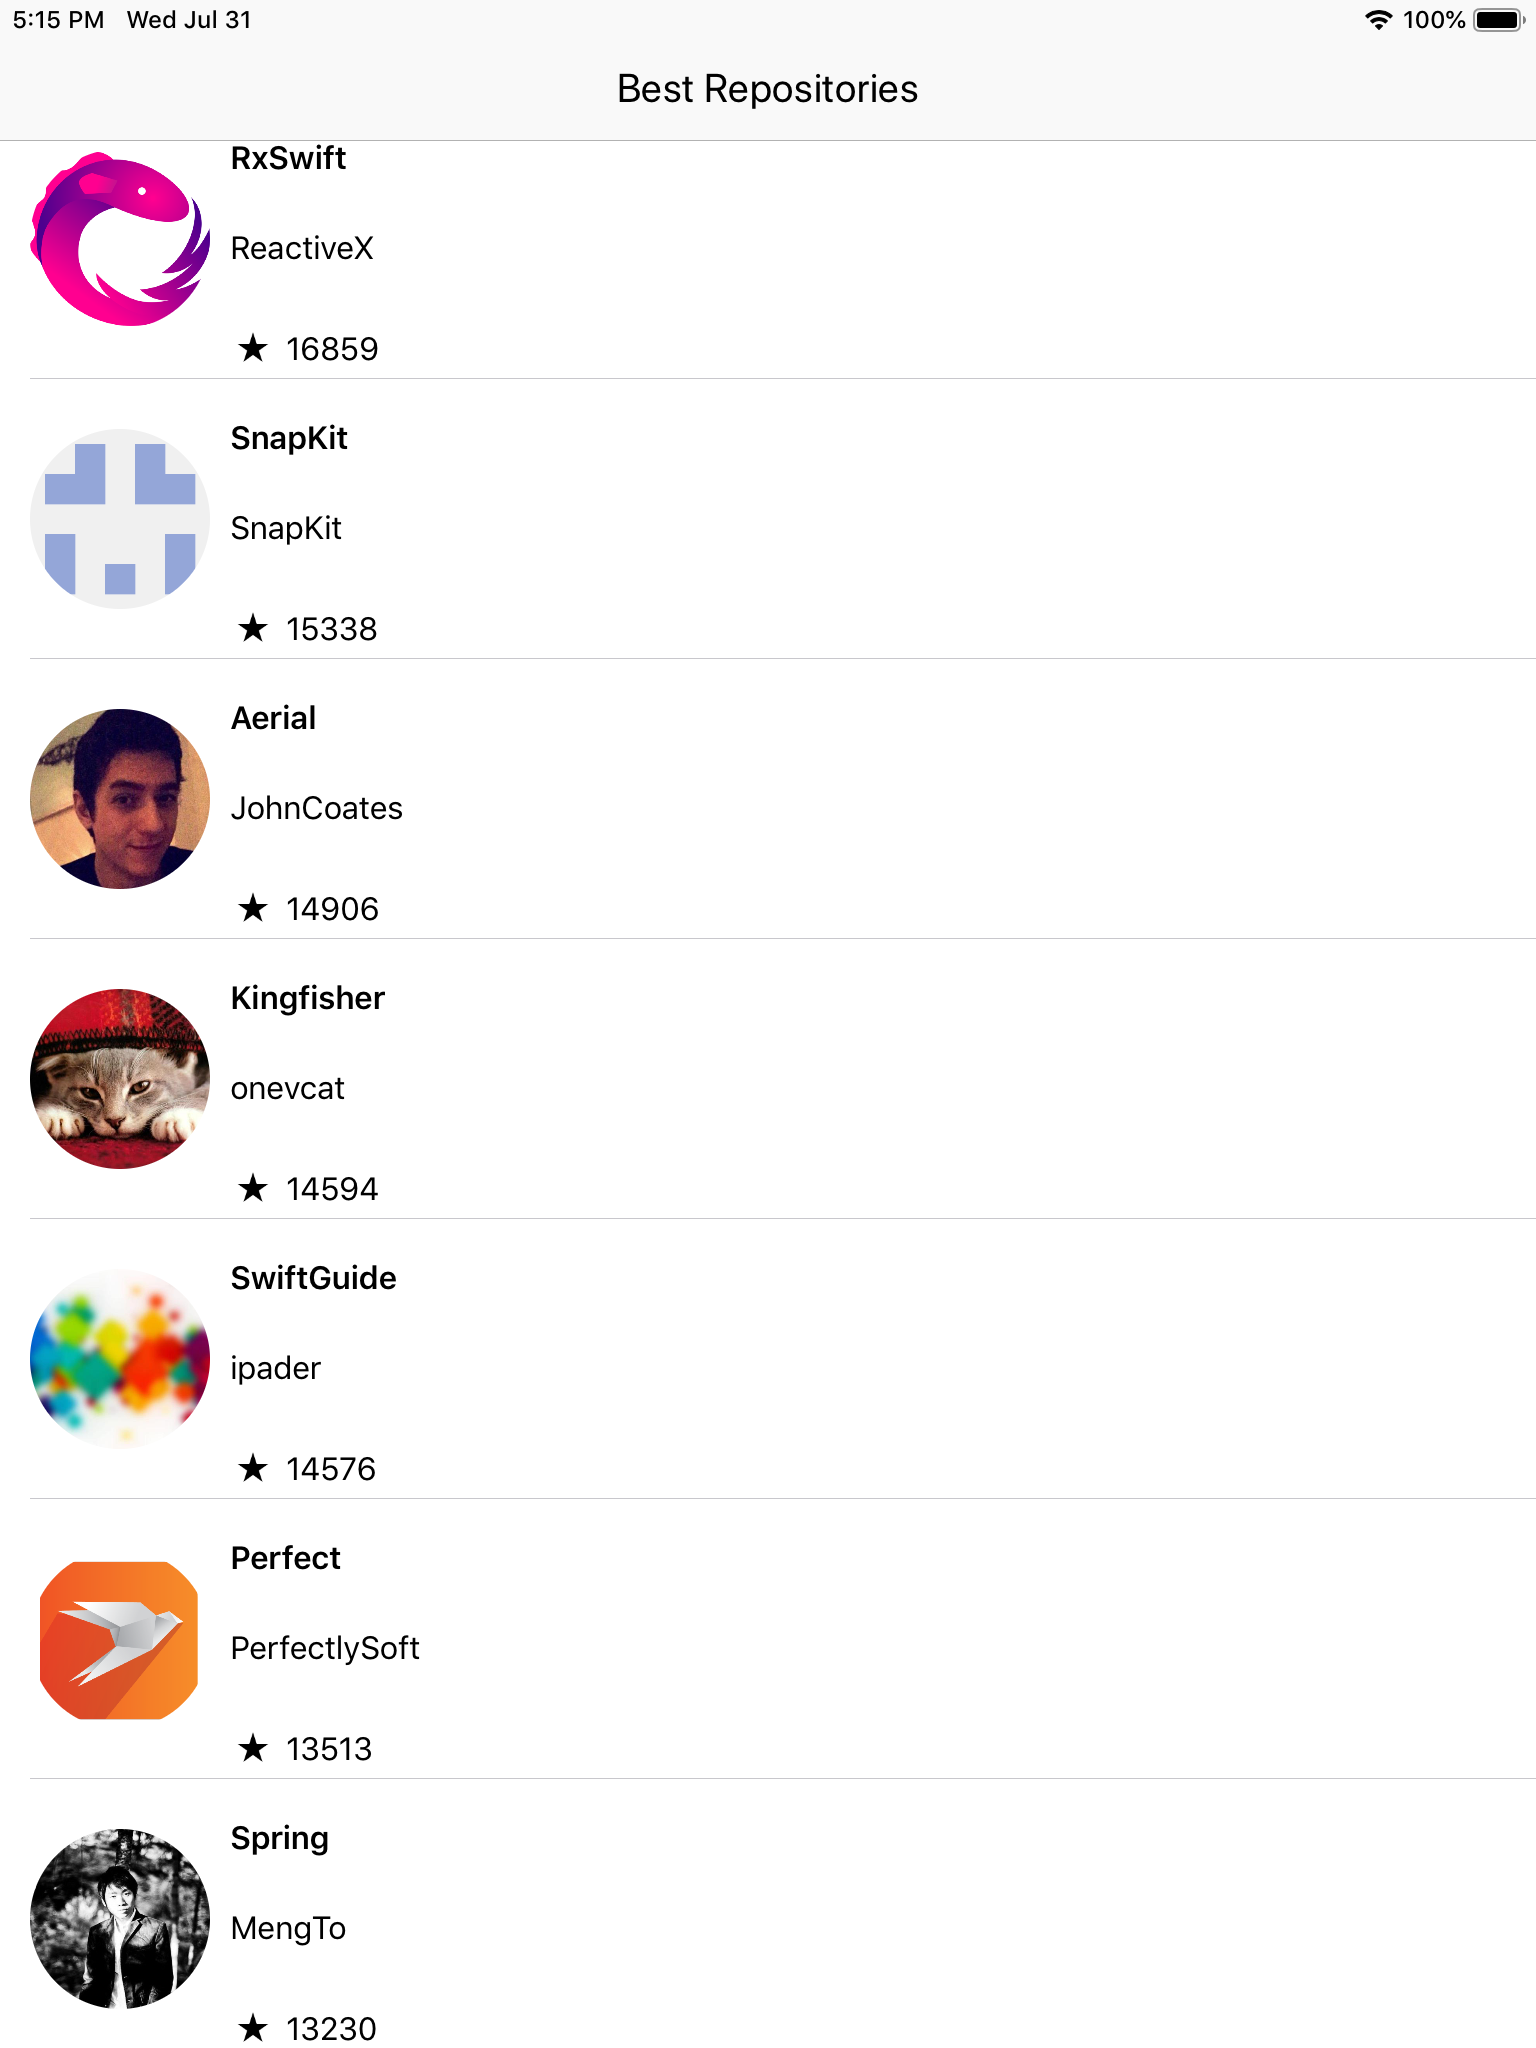 5:15 PM Wed Jul 31 100%
Best Repositories
RxSwift
ReactiveX
★ 16859
SnapKit
SnapKit
★ 15338
Aerial
JohnCoates
★ 14906
Kingfisher
onevcat
★ 14594
SwiftGuide
ipader
★ 14576
Perfect
PerfectlySoft
★ 13513
Spring
MengTo
★ 13230